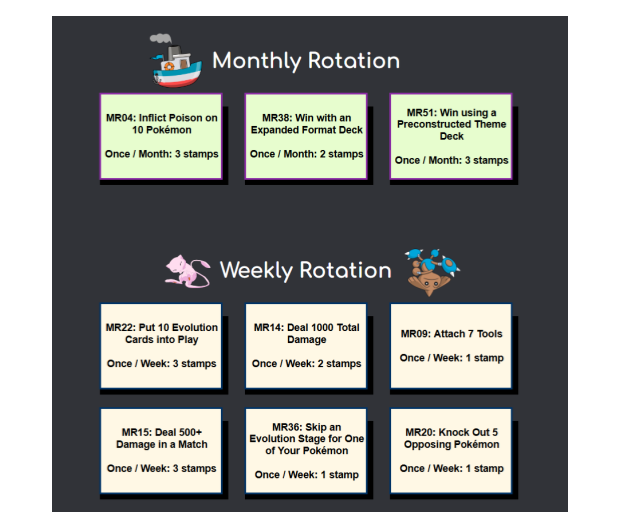 Monthly Rotation
MR04: Inflict Poison on
10 Pokémon
Once / Month: 3 stamps
MR38: Win with an
Expanded Format Deck
Once / Month: 2 stamps
MR51: Win using a
Preconstructed Theme
Deck
Once / Month: 3 stamps
Weekly Rotation
MR22: Put 10 Evolution
Cards into Play
Once / Week: 3 stamps
MR14: Deal 1000 Total
Damage
Once / Week: 2 stamps
MR09: Attach 7 Tools
Once / Week: 1 stamp
MR15: Deal 500+
Damage in a Match
Once / Week: 3 stamps
MR36: Skip an
Evolution Stage for One
of Your Pokémon
Once / Week: 1 stamp
MR20: Knock Out 5
Opposing Pokémon
Once / Week: 1 stamp